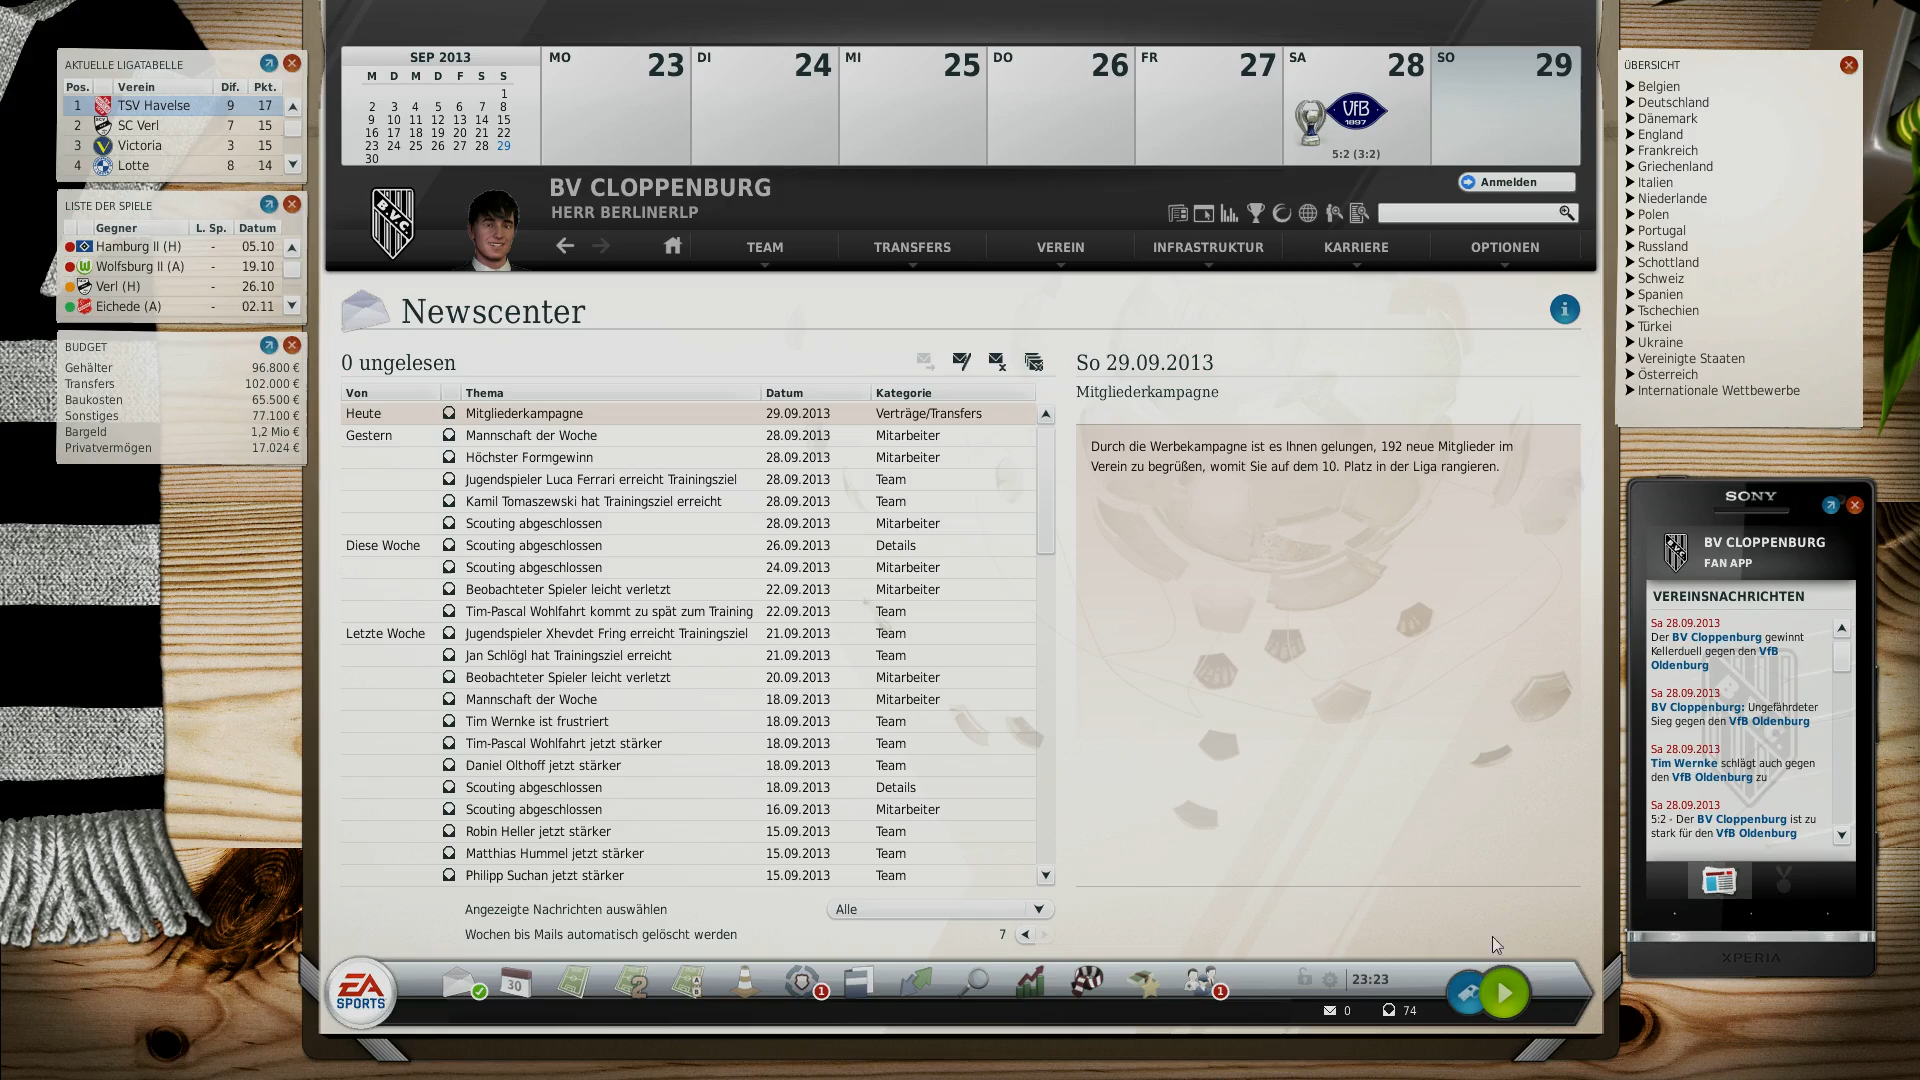 AKTUELLE LIGATABELLE
Pos. Verein Dif. Pkt.
1 TSV Havelse 9 17
2 SC Verl 7 15
3 Victoria 3 15
4 Lotte 8 14
LISTE DER SPIELE
Gegner L. Sp. Datum
Hamburg II (H) - 05.10
Wolfsburg II (A) - 19.10
Verl (H) - 26.10
Eichede (A) - 02.11
BUDGET
Gehälter 96.800 €
Transfers 102.000 €
Baukosten 65.500 €
Sonstiges 77.100 €
Bargeld 1,2 Mio €
Privatvermögen 17.024 €
SEP 2013
M D M D F S S
1
2 3 4 5 6 7 8
9 10 11 12 13 14 15
16 17 18 19 20 21 22
23 24 25 26 27 28 29
30
MO 23 DI 24 MI 25 DO 26 FR 27 SA 28 SO 29
VfB
1897
5:2 (3:2)
B.V.C
BV CLOPPENBURG
HERR BERLINERLP
Anmelden
TEAM TRANSFERS VEREIN INFRASTRUKTUR KARRIERE OPTIONEN
Newscenter
0 ungelesen
Von Thema Datum Kategorie
Heute Mitgliederkampagne 29.09.2013 Verträge/Transfers
Gestern Mannschaft der Woche 28.09.2013 Mitarbeiter
Höchster Formgewinn 28.09.2013 Mitarbeiter
Jugendspieler Luca Ferrari erreicht Trainingsziel 28.09.2013 Team
Kamil Tomaszewski hat Trainingsziel erreicht 28.09.2013 Team
Scouting abgeschlossen 28.09.2013 Mitarbeiter
Diese Woche Scouting abgeschlossen 26.09.2013 Details
Scouting abgeschlossen 24.09.2013 Mitarbeiter
Beobachteter Spieler leicht verletzt 22.09.2013 Mitarbeiter
Tim-Pascal Wohlfahrt kommt zu spät zum Training 22.09.2013 Team
Letzte Woche Jugendspieler Xhevdet Fring erreicht Trainingsziel 21.09.2013 Team
Jan Schlögl hat Trainingsziel erreicht 21.09.2013 Team
Beobachteter Spieler leicht verletzt 20.09.2013 Mitarbeiter
Mannschaft der Woche 18.09.2013 Mitarbeiter
Tim Wernke ist frustriert 18.09.2013 Team
Tim-Pascal Wohlfahrt jetzt stärker 18.09.2013 Team
Daniel Olthoff jetzt stärker 18.09.2013 Team
Scouting abgeschlossen 18.09.2013 Details
Scouting abgeschlossen 16.09.2013 Mitarbeiter
Robin Heller jetzt stärker 15.09.2013 Team
Matthias Hummel jetzt stärker 15.09.2013 Team
Philipp Suchan jetzt stärker 15.09.2013 Team
Angezeigte Nachrichten auswählen Alle
Wochen bis Mails automatisch gelöscht werden 7
So 29.09.2013
Mitgliederkampagne
Durch die Werbekampagne ist es Ihnen gelungen, 192 neue Mitglieder im
Verein zu begrüßen, womit Sie auf dem 10. Platz in der Liga rangieren.
EA
SPORTS
30
2
1
1
23:23
0 74
ÜBERSICHT
Belgien
Deutschland
Dänemark
England
Frankreich
Griechenland
Italien
Niederlande
Polen
Portugal
Russland
Schottland
Schweiz
Spanien
Tschechien
Türkei
Ukraine
Vereinigte Staaten
Österreich
Internationale Wettbewerbe
SONY
BV CLOPPENBURG
FAN APP
VEREINSNACHRICHTEN
Sa 28.09.2013
Der BV Cloppenburg gewinnt
Kellerduell gegen den VfB
Oldenburg
Sa 28.09.2013
BV Cloppenburg: Ungefährdeter
Sieg gegen den VfB Oldenburg
Sa 28.09.2013
Tim Wernke schlägt auch gegen
den VfB Oldenburg zu
Sa 28.09.2013
5:2 - Der BV Cloppenburg ist zu
stark für den VfB Oldenburg
XPERIA